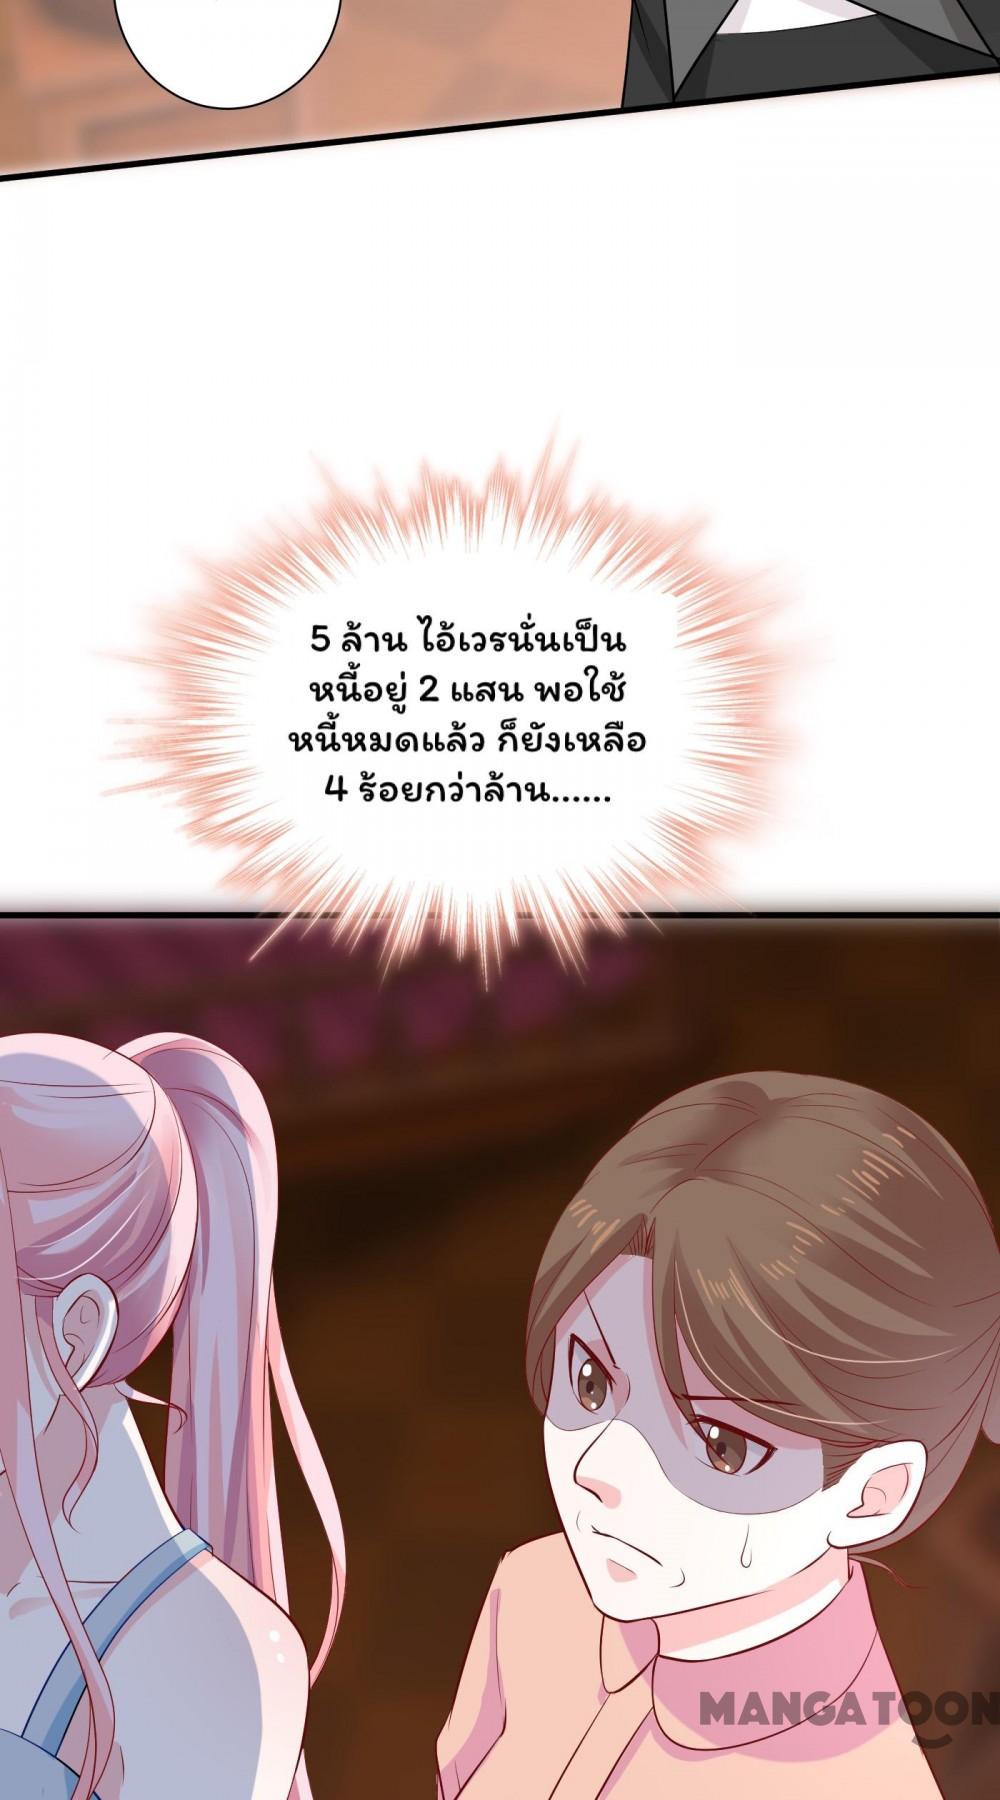 5 ล้าน ไอ้เวรนั่นเป็น
หนี้อยู่ 2 แสน พอใช้
หนี้หมดแล้ว ก็ยังเหลือ
4 ร้อยกว่าล้าน......
MANGATOON